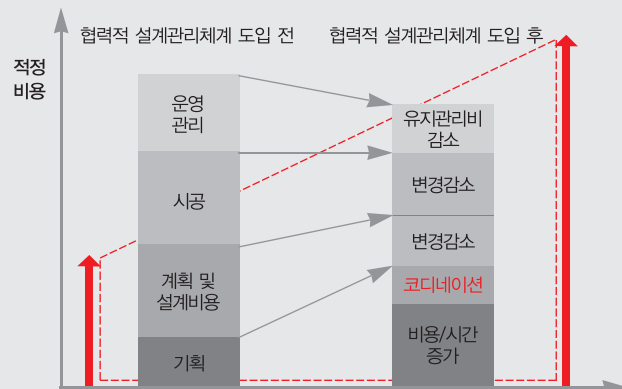 협력적 설계관리체계 도입 전
협력적 설계관리체계 도입 후
적정
비용
운영
관리
시공
계획 및
설계비용
기획
유지관리비
감소
변경감소
변경감소
코디네이션
비용/시간
증가